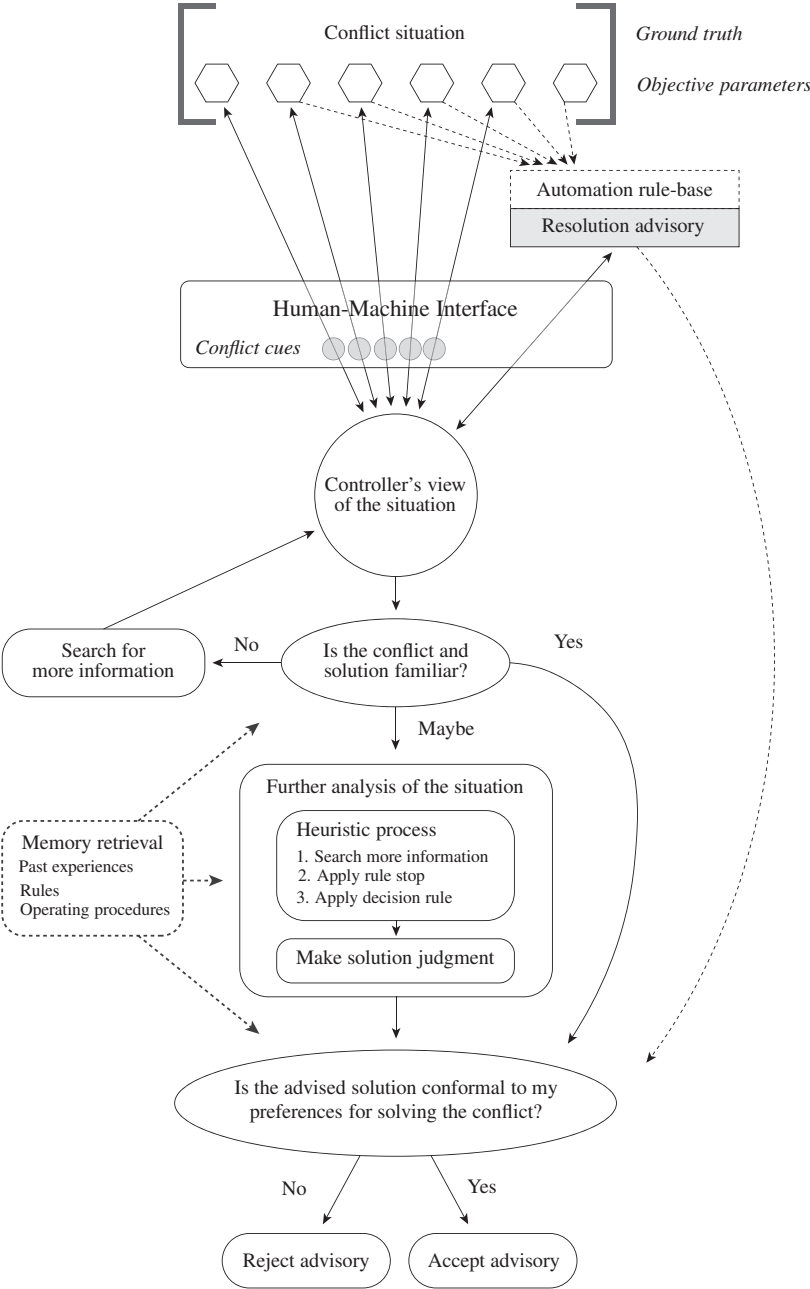 Conflict situation
Ground truth
Objective parameters
Automation rule-base
Resolution advisory
Human-Machine Interface
Conflict cues
Controller's view
of the situation
Search for
more information
No
Is the conflict and
solution familiar?
Yes
Maybe
Further analysis of the situation
Heuristic process
1. Search more information
2. Apply rule stop
3. Apply decision rule
Make solution judgment
Memory retrieval
Past experiences
Rules
Operating procedures
Is the advised solution conformal to my
preferences for solving the conflict?
No
Yes
Reject advisory
Accept advisory